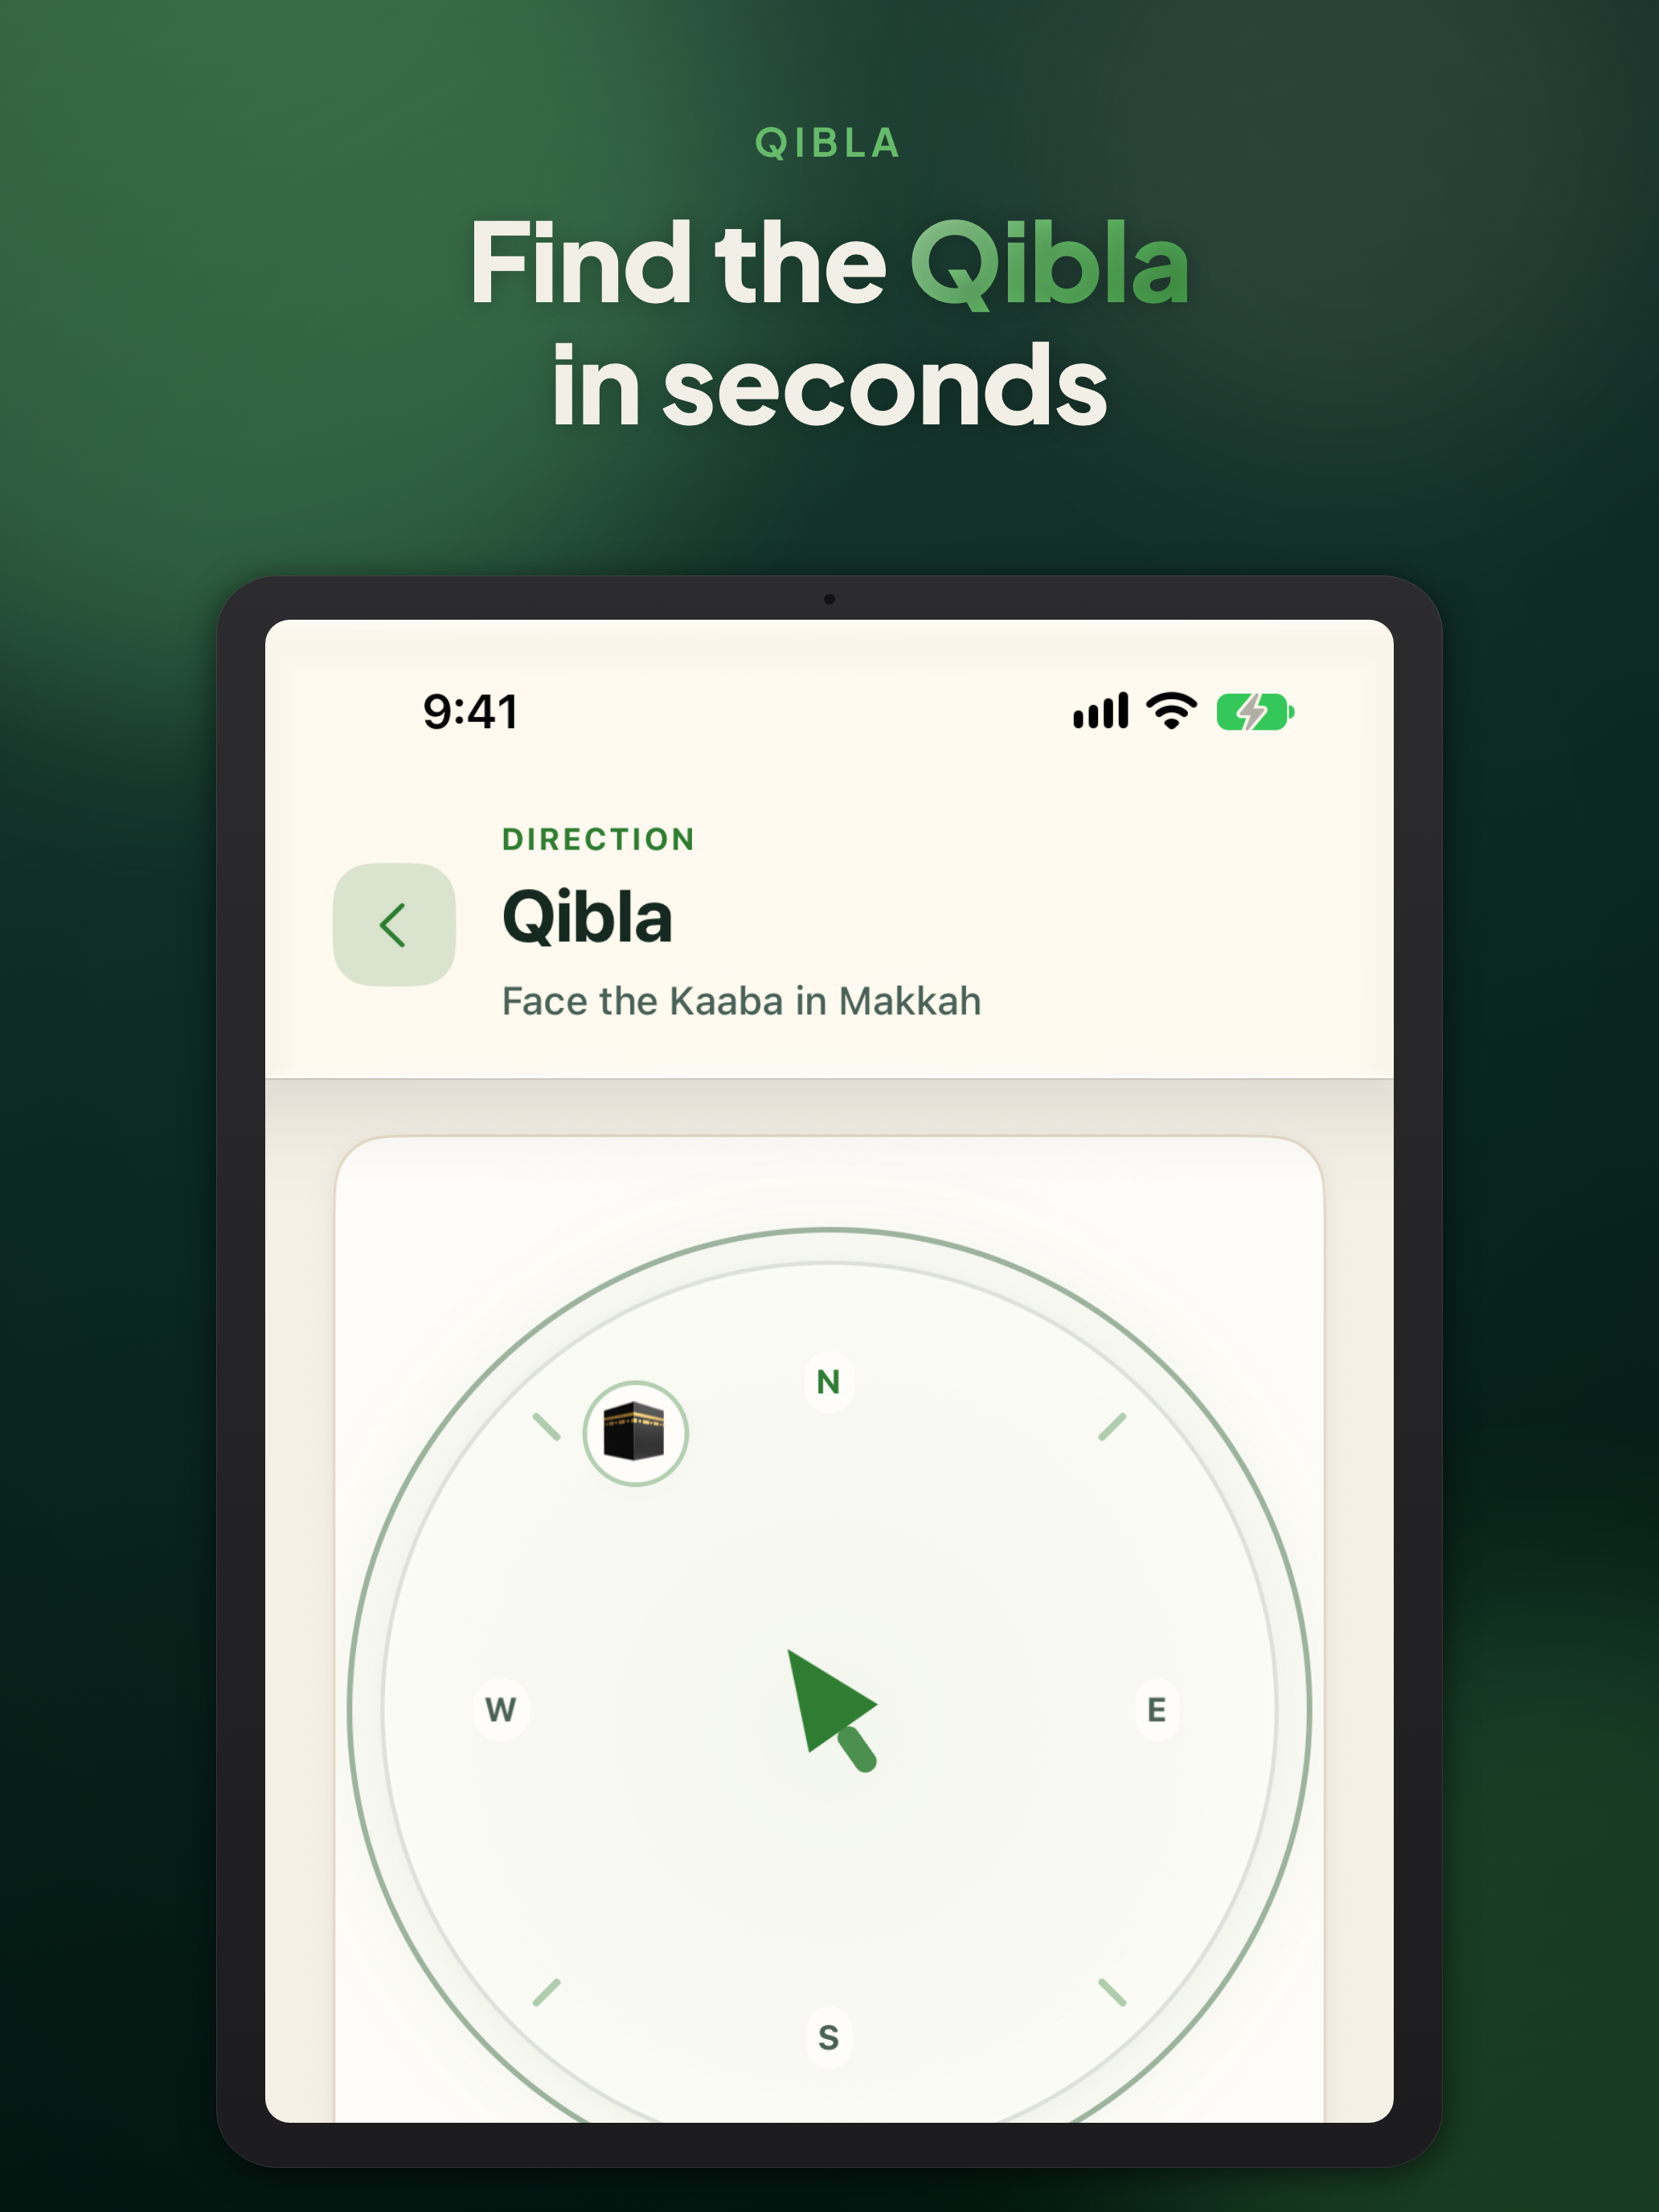 QIBLA
Find the Qibla
in seconds
9:41
DIRECTION
Qibla
Face the Kaaba in Makkah
N
W
E
S